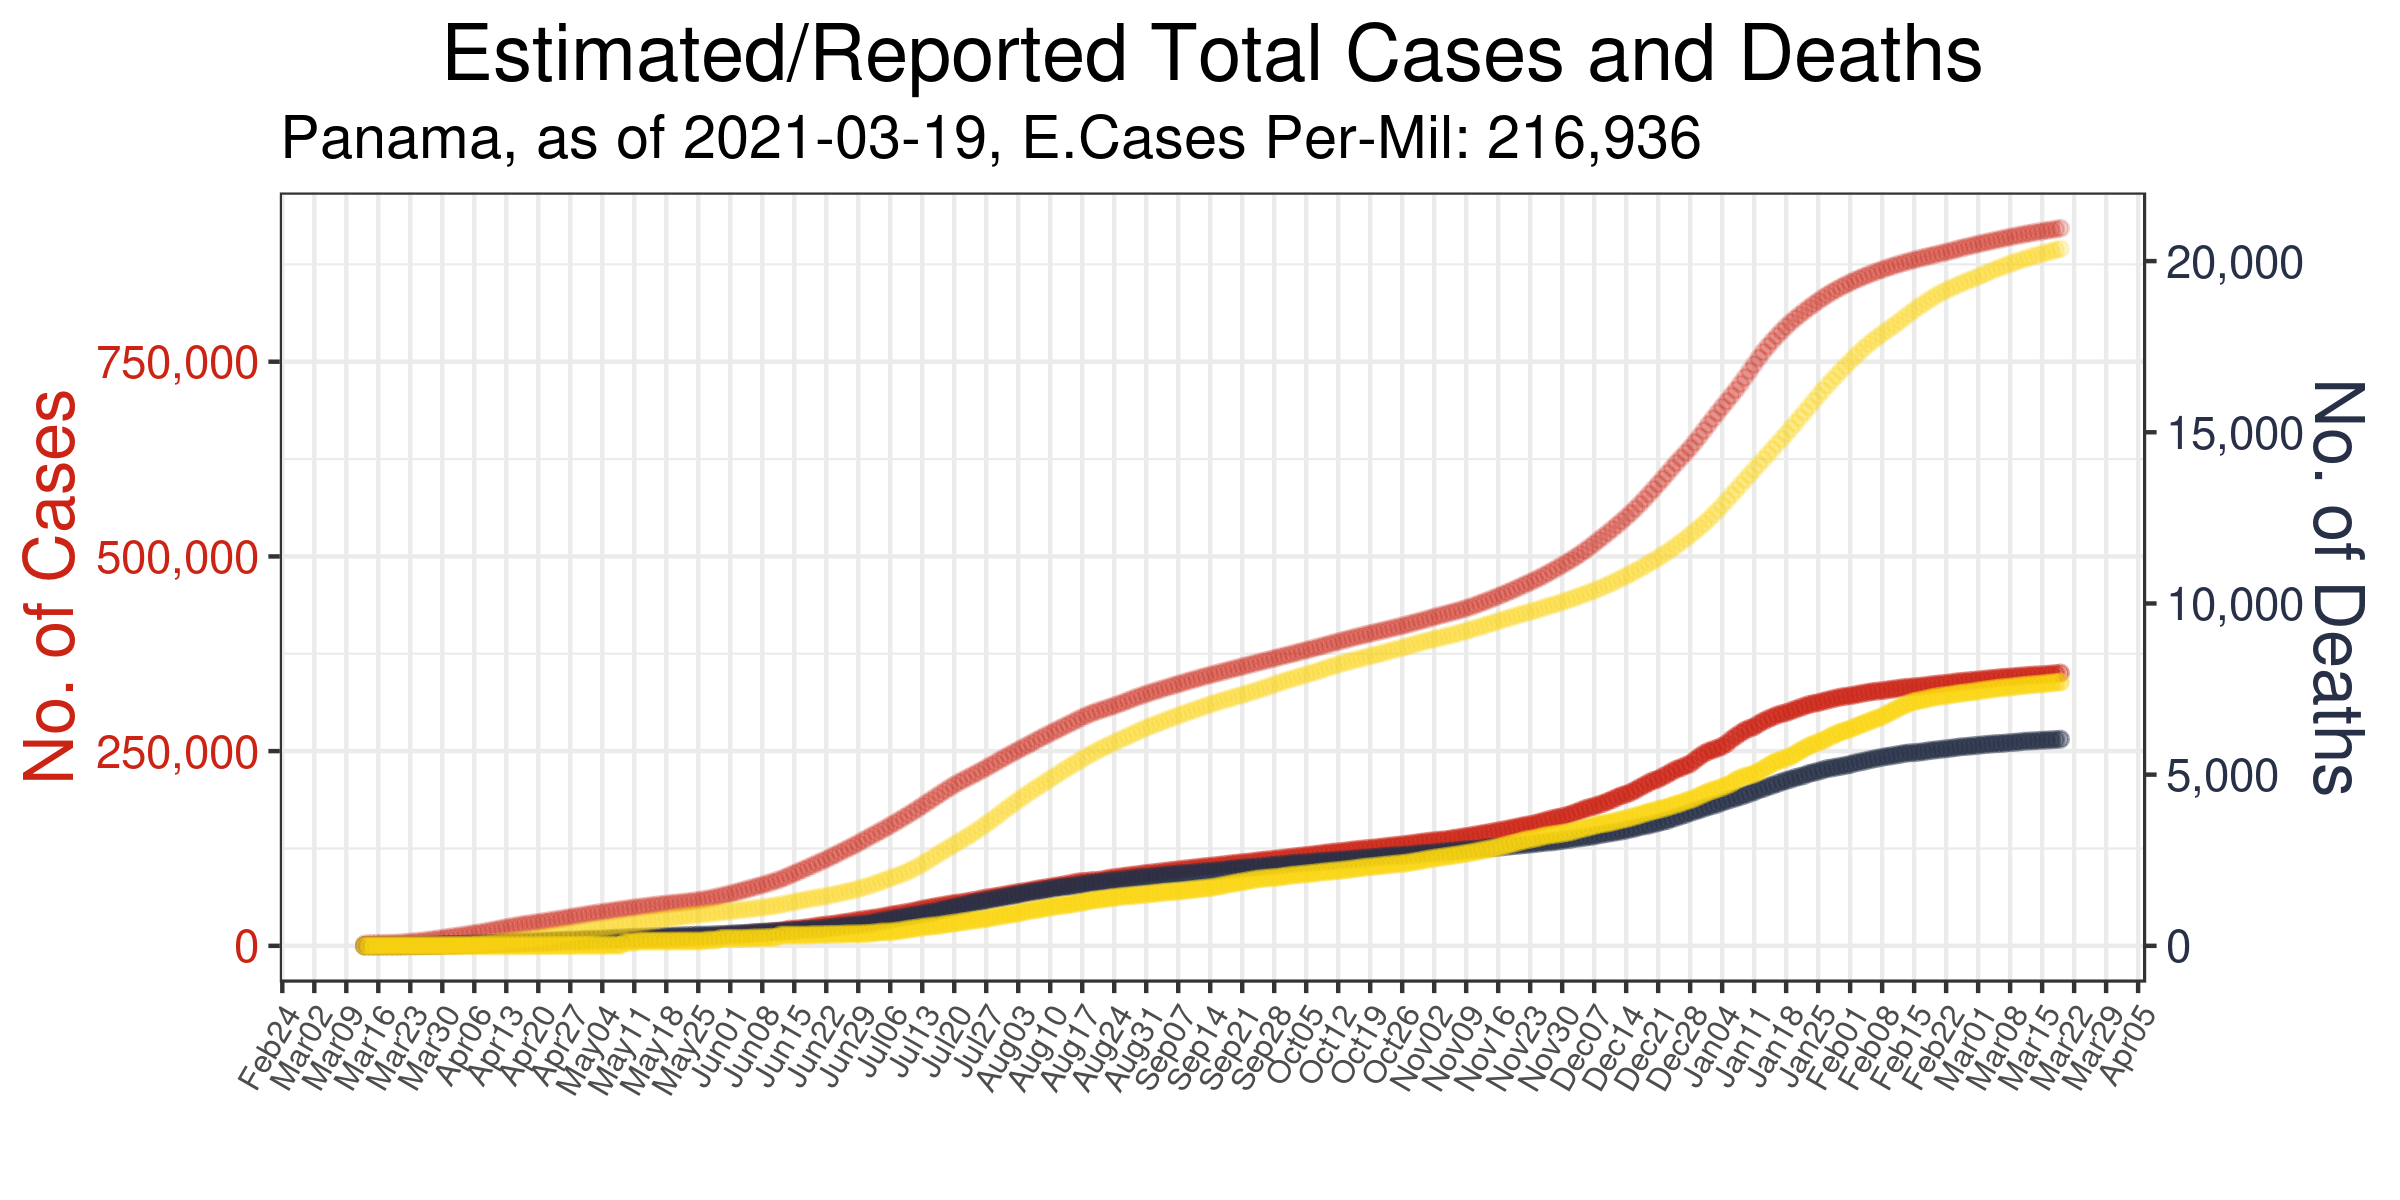 Estimated/Reported Total Cases and Deaths
Panama, as of 2021-03-19, E.Cases Per-Mil: 216,936
No. of Cases
750,000
500,000
250,000
0
20,000
15,000
10,000
5,000
0
No. of Deaths
Feb24
Mar02
Mar09
Mar16
Mar23
Mar30
Apr06
Apr13
Apr20
Apr27
May04
May11
May18
May25
Jun01
Jun08
Jun15
Jun22
Jun29
Jul06
Jul13
Jul20
Jul27
Aug03
Aug10
Aug17
Aug24
Aug31
Sep07
Sep14
Sep21
Sep28
Oct05
Oct12
Oct19
Oct26
Nov02
Nov09
Nov16
Nov23
Nov30
Dec07
Dec14
Dec21
Dec28
Jan04
Jan11
Jan18
Jan25
Feb01
Feb08
Feb15
Feb22
Mar01
Mar08
Mar15
Mar22
Mar29
Apr05